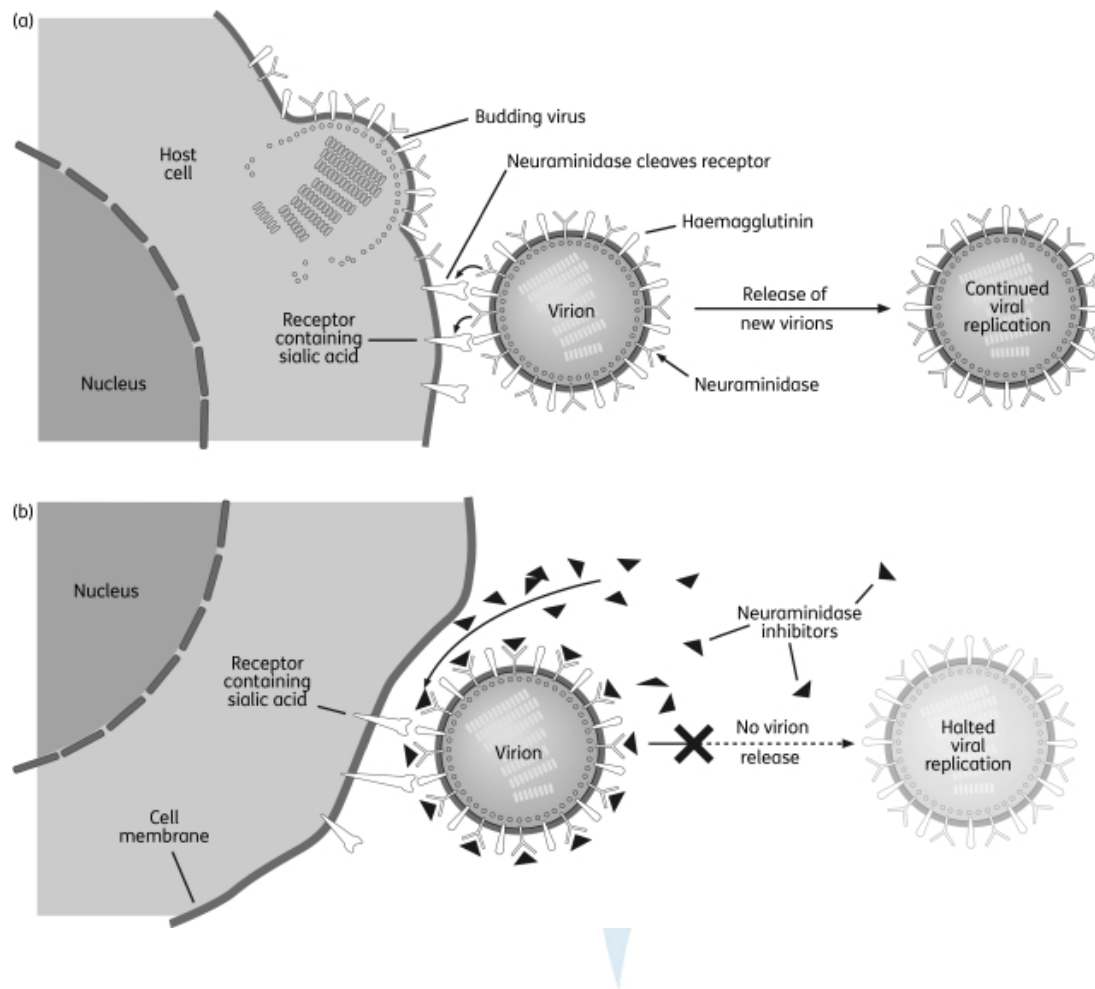 (a)
Budding virus
Neuraminidase cleaves receptor
Host
cell
Haemagglutinin
Virion
Release of
new virions
Continued
viral
replication
Receptor
containing
sialic acid
Nucleus
Neuraminidase
(b)
Nucleus
Neuraminidase
inhibitors
Receptor
containing
sialic acid
Virion
No virion
release
Halted
viral
replication
Cell
membrane